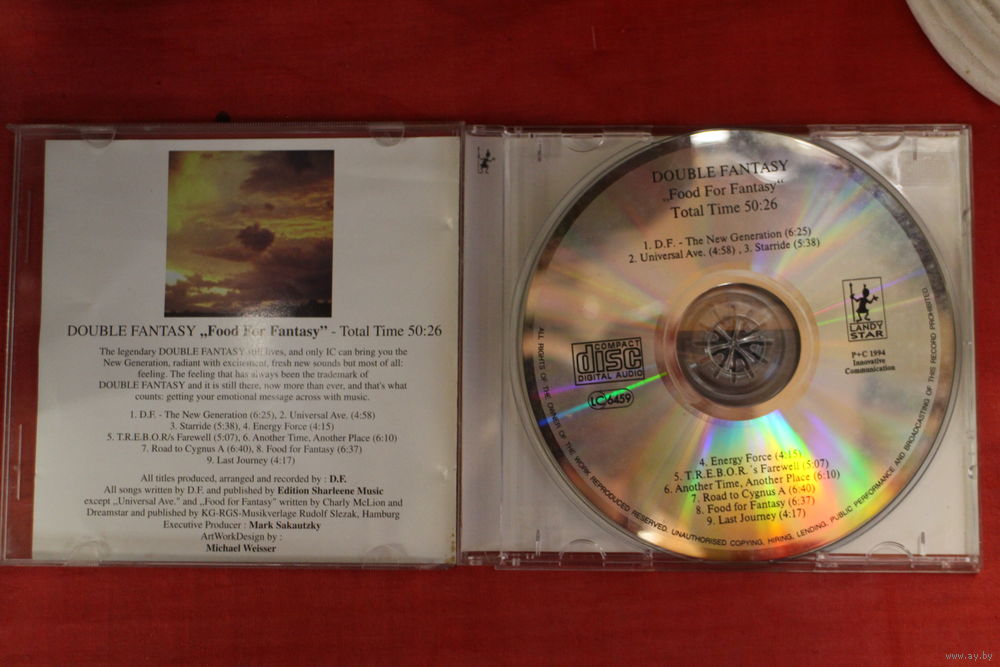 DOUBLE FANTASY „Food For Fantasy" - Total Time 50:26
The legendary DOUBLE FANTASY still lives, and only IC can bring you the
New Generation, radiant with excitement, fresh new sounds but most of all:
feeling. The feeling that has always been the trademark of
DOUBLE FANTASY and it is still there, now more than ever, and that's what
counts: getting your emotional message across with music.
1. D.F. - The New Generation (6:25), 2. Universal Ave. (4:58)
3. Starride (5:38), 4. Energy Force (4:15)
5. T.R.E.B.O.R/s Farewell (5:07), 6. Another Time, Another Place (6:10)
7. Road to Cygnus A (6:40), 8. Food for Fantasy (6:37)
9. Last Journey (4:17)
All titles produced, arranged and recorded by : D.F.
All songs written by D.F. and published by Edition Sharleene Music
except „Universal Ave." and „Food for Fantasy" written by Charly McLion and
Dreamstar and published by KG-RGS-Musikverlage Rudolf Slezak, Hamburg
Executive Producer : Mark Sakautzky
ArtWorkDesign by :
Michael Weisser
DOUBLE FANTASY
„Food For Fantasy"
Total Time 50:26
1. D.F. - The New Generation (6:25)
2. Universal Ave. (4:58) , 3. Starride (5:38)
COMPACT
disc
DIGITAL AUDIO
LC 6459
LANDY
STAR
P+C 1994
Innovative
Communication
4. Energy Force (4:15)
5. T.R.E.B.O.R.´s Farewell (5:07)
6. Another Time, Another Place (6:10)
7. Road to Cygnus A (6:40)
8. Food for Fantasy (6:37)
9. Last Journey (4:17)
ALL RIGHTS OF THE OWNER OF THE WORK REPRODUCED RESERVED. UNAUTHORISED COPYING, HIRING, LENDING, PUBLIC PERFORMANCE AND BROADCASTING OF THIS RECORD PROHIBITED.
www.ay.by